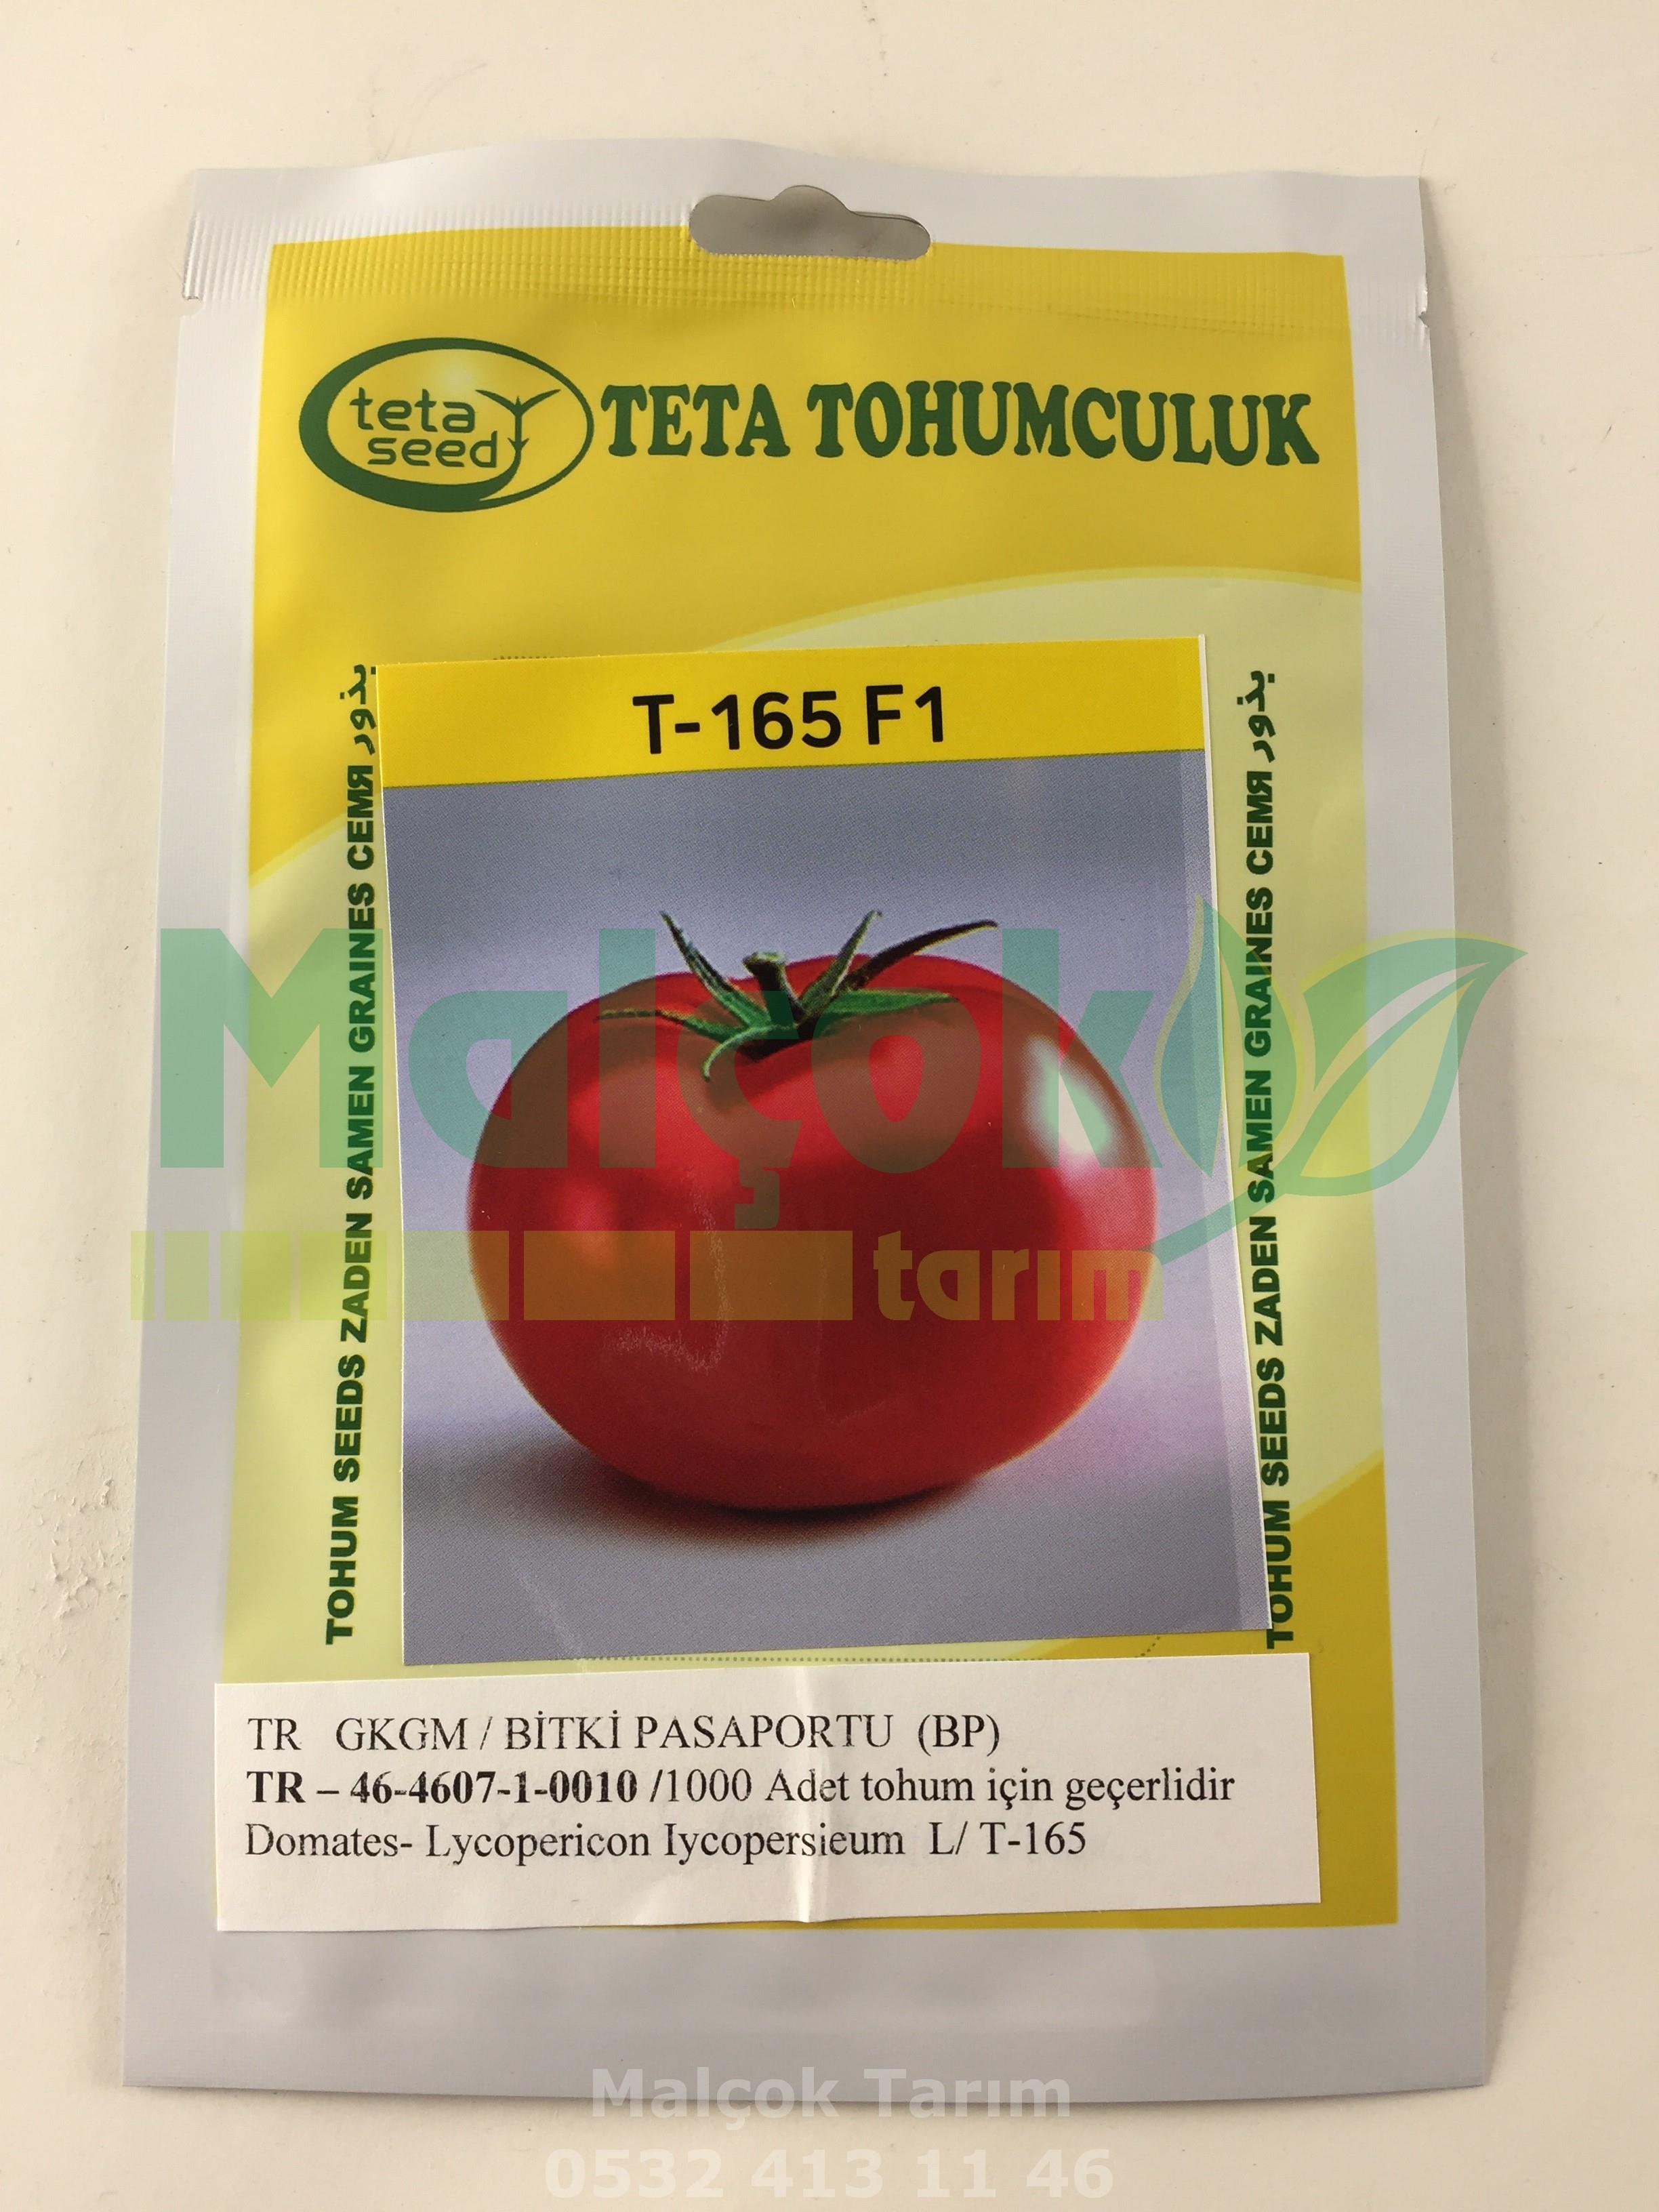 teta
seed
TETA TOHUMCULUK
T-165 F1
TOHUM SEEDS ZADEN SAMEN GRAINES СЕМЯ بذور
TOHUM SEEDS ZADEN SAMEN GRAINES СЕМЯ بذور
Malçok
tarım
TR GKGM / BİTKİ PASAPORTU (BP)
TR – 46-4607-1-0010 /1000 Adet tohum için geçerlidir
Domates- Lycopericon Iycopersieum L/ T-165
Malçok Tarım
0532 413 11 46